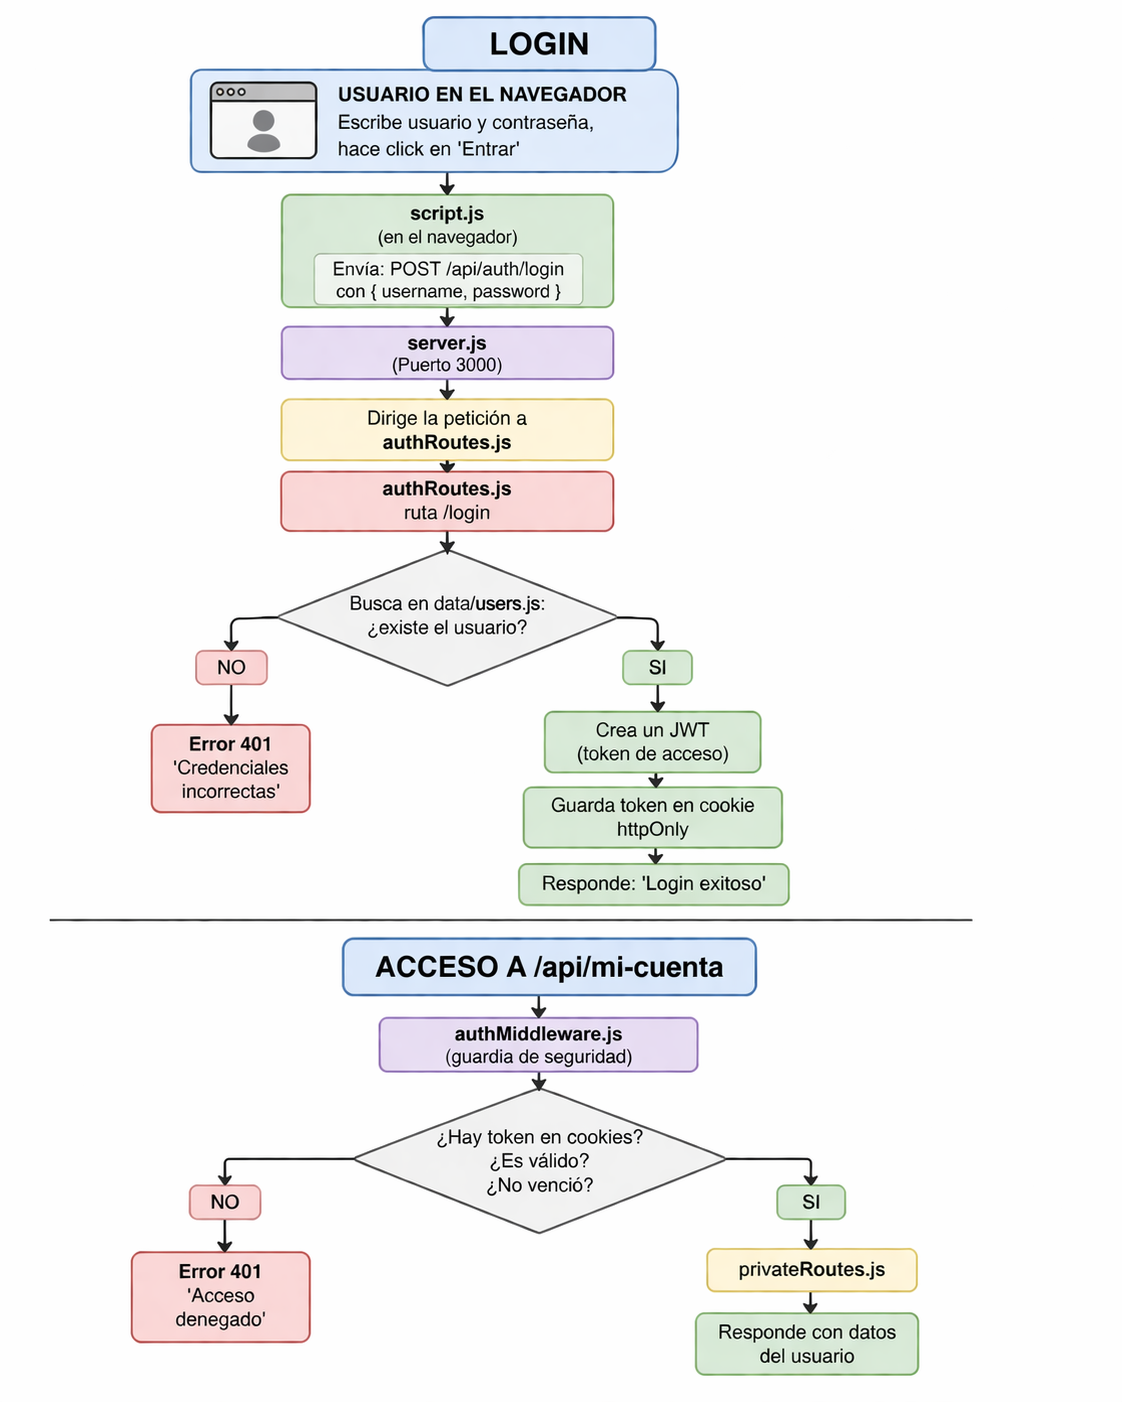 LOGIN
USUARIO EN EL NAVEGADOR
Escribe usuario y contraseña,
hace click en 'Entrar'
script.js
(en el navegador)
Envía: POST /api/auth/login
con { username, password }
server.js
(Puerto 3000)
Dirige la petición a
authRoutes.js
authRoutes.js
ruta /login
Busca en data/users.js:
¿existe el usuario?
NO
SI
Error 401
'Credenciales
incorrectas'
Crea un JWT
(token de acceso)
Guarda token en cookie
httpOnly
Responde: 'Login exitoso'
ACCESO A /api/mi-cuenta
authMiddleware.js
(guardia de seguridad)
¿Hay token en cookies?
¿Es válido?
¿No venció?
NO
SI
Error 401
'Acceso
denegado'
privateRoutes.js
Responde con datos
del usuario